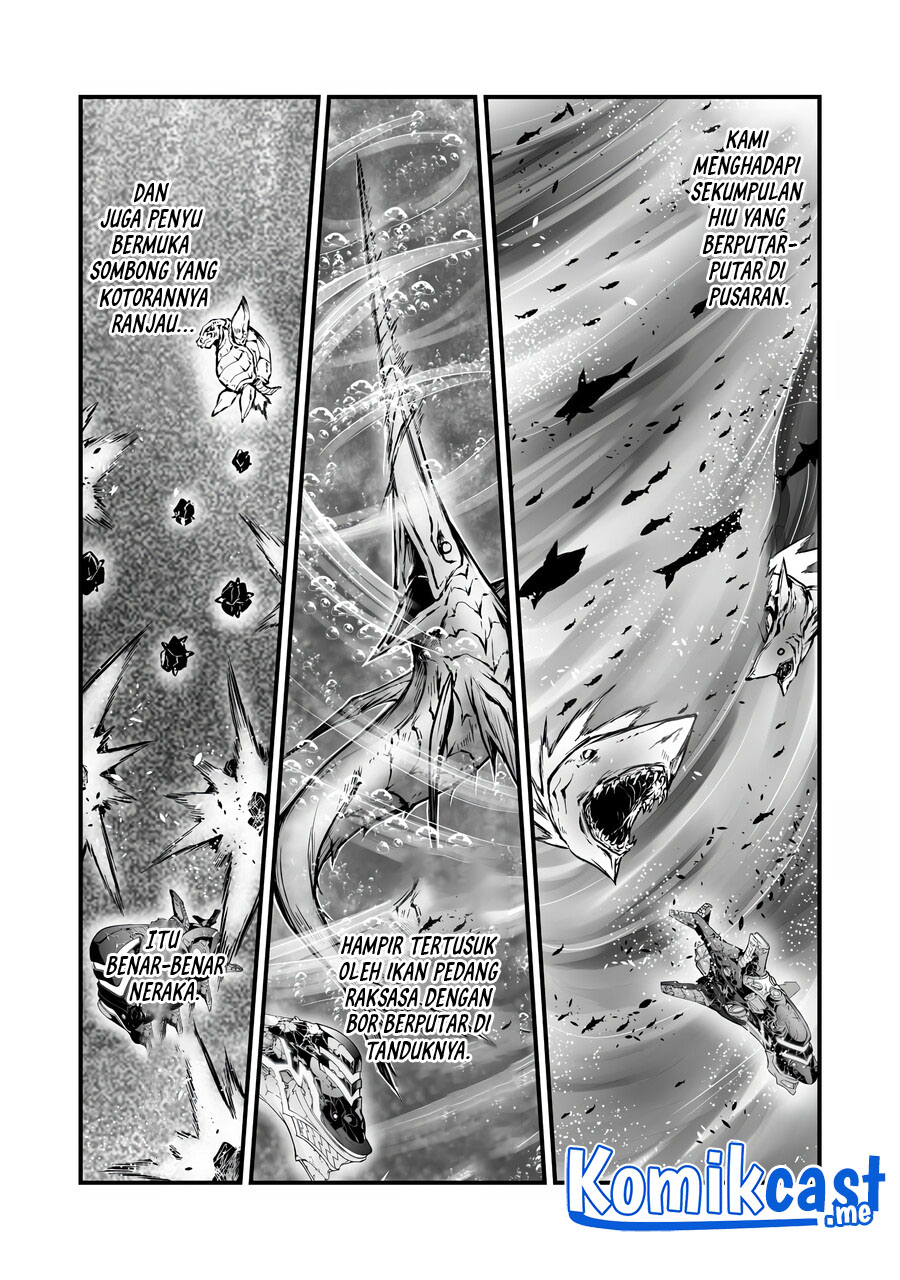 KAMI
MENGHADAPI
SEKUMPULAN
HIU YANG
BERPUTAR-
PUTAR DI
PUSARAN.
HAMPIR TERTUSUK
OLEH IKAN PEDANG
RAKSASA DENGAN
BOR BERPUTAR DI
TANDUKNYA.
DAN
JUGA PENYU
BERMUKA
SOMBONG YANG
KOTORANNYA
RANJAU...
ITU
BENAR-BENAR
NERAKA.
Komikcast
.me